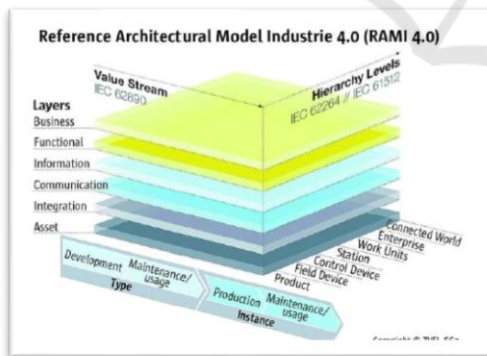 Reference Architectural Model Industrie 4.0 (RAMI 4.0)
Value Stream
IEC 62890
Hierarchy Levels
IEC 62264 // IEC 61512
Layers
Business
Functional
Information
Communication
Integration
Asset
Connected World
Enterprise
Work Units
Station
Control Device
Field Device
Product
Development
Maintenance/
usage
Type
Production
Maintenance/
usage
Instance